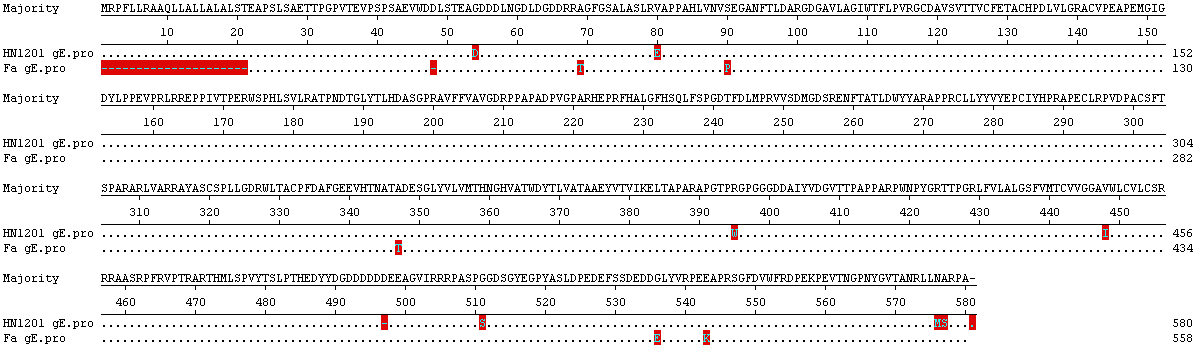 Majority MRPFLLRAAQLLALLALALSTEAPSLSAETTPGPVTEVPSPSAEVWDDLSTEAGDDDLNGDLDGDDRRAGFGSALASLRVAPPAHLVNVSEGANFTLDARGDGAVLAGIWTFLPVRGCDAVSVTTVCFETACHPDLVLGRACVPEAPEMGIG
10 20 30 40 50 60 70 80 90 100 110 120 130 140 150
HN1201 gE.pro D 152
Fa gE.pro --------------------- - T 130
Majority DYLPPEVPRLRREPPIVTPERWSPHLSVLRATPNDTGLYTLHDASGPRAVFFVAVGDRPPAPADPVGPARHEPRFHALGFHSQLFSPGDTFDLMPRVVSDMGDSRENFTATLDWYYARAPPRCLLYYVYEPCIYHPRAPECLRPVDPACSFT
160 170 180 190 200 210 220 230 240 250 260 270 280 290 300
HN1201 gE.pro 304
Fa gE.pro 282
Majority SPARARLVARRAYASCSPLLGDRWLTACPFDAFGEEVHTNATADESGLYVLVMTHNGHVATWDYTLVATAAEYVTVIKELTAPARAPGTPRGPGGGDDAIYVDGVTTPAPPARPWNPYGRTTPGRLFVLALGSFVMTCVVGGAVWLCVLCSR
310 320 330 340 350 360 370 380 390 400 410 420 430 440 450
HN1201 gE.pro W I 456
Fa gE.pro T 434
Majority RRAASRPFRVPTRARTHMLSPVYTSLPTHEDYYDGDDDDDEEAGVIRRRPASPGGDSGYEGPYASLDPEDEFSSDEDDGLYVRPEEAPRSGFDVWFRDPEKPEVTNGPNYGVTANRLLNARPA-
460 470 480 490 500 510 520 530 540 550 560 570 580
HN1201 gE.pro - S MS . 580
Fa gE.pro R K 558